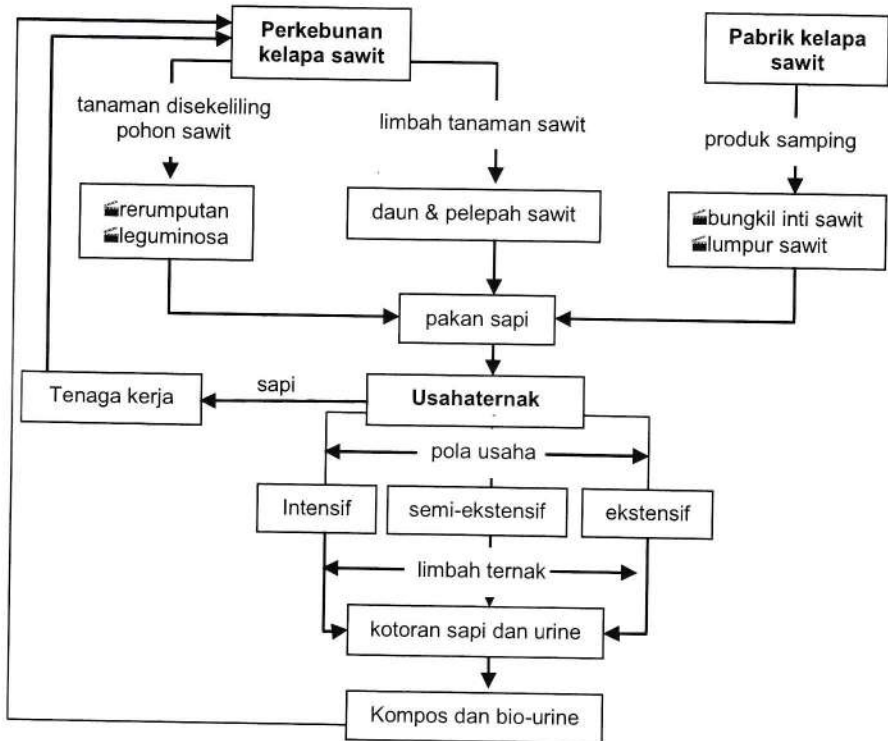 Perkebunan
kelapa sawit
Pabrik kelapa
sawit
tanaman disekeliling
pohon sawit
limbah tanaman sawit
produk samping
rerumputan
leguminosa
daun & pelepah sawit
bungkil inti sawit
lumpur sawit
pakan sapi
Tenaga kerja
sapi
Usahaternak
pola usaha
Intensif
semi-ekstensif
ekstensif
limbah ternak
kotoran sapi dan urine
Kompos dan bio-urine